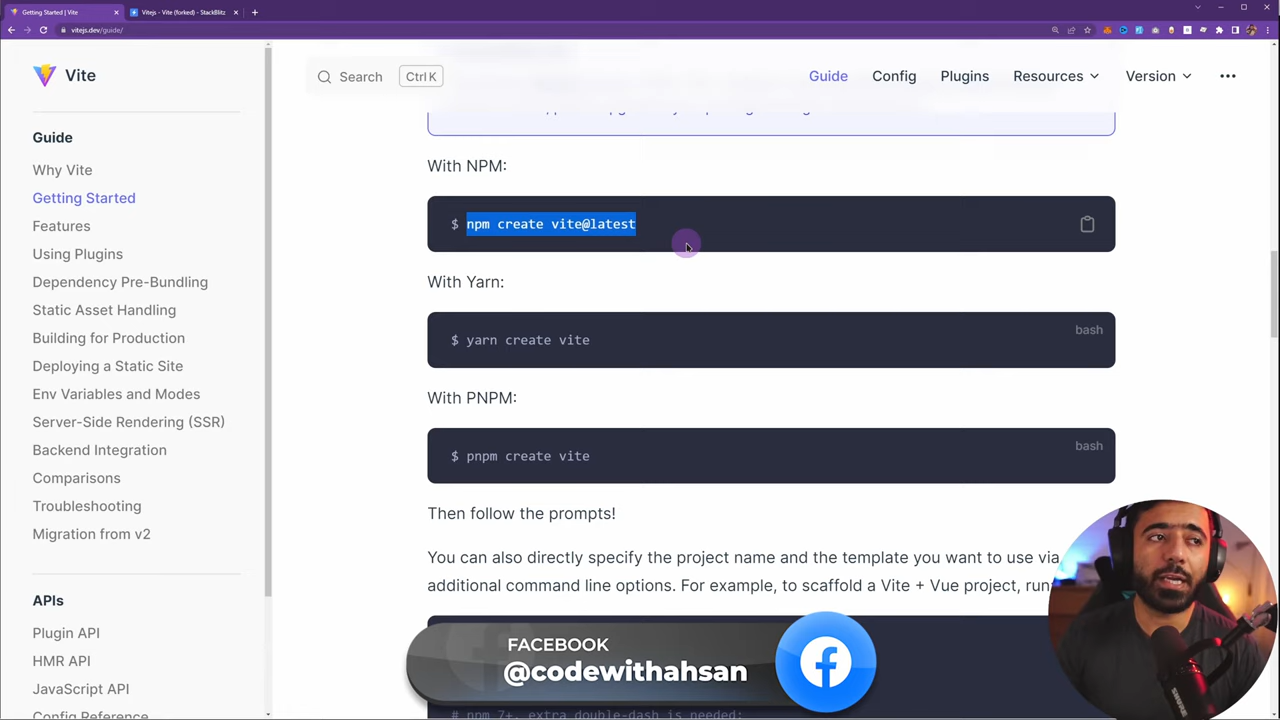 Getting Started | Vite
Vitejs - Vite (forked) - StackBlitz
vitejs.dev/guide/
Vite
Search
Ctrl K
Guide
Config
Plugins
Resources
Version
Guide
Why Vite
Getting Started
Features
Using Plugins
Dependency Pre-Bundling
Static Asset Handling
Building for Production
Deploying a Static Site
Env Variables and Modes
Server-Side Rendering (SSR)
Backend Integration
Comparisons
Troubleshooting
Migration from v2
APIs
Plugin API
HMR API
JavaScript API
Config Reference
With NPM:
$ npm create vite@latest
With Yarn:
bash
$ yarn create vite
With PNPM:
bash
$ pnpm create vite
Then follow the prompts!
You can also directly specify the project name and the template you want to use via
additional command line options. For example, to scaffold a Vite + Vue project, run:
# npm 7+, extra double-dash is needed:
FACEBOOK
@codewithahsan